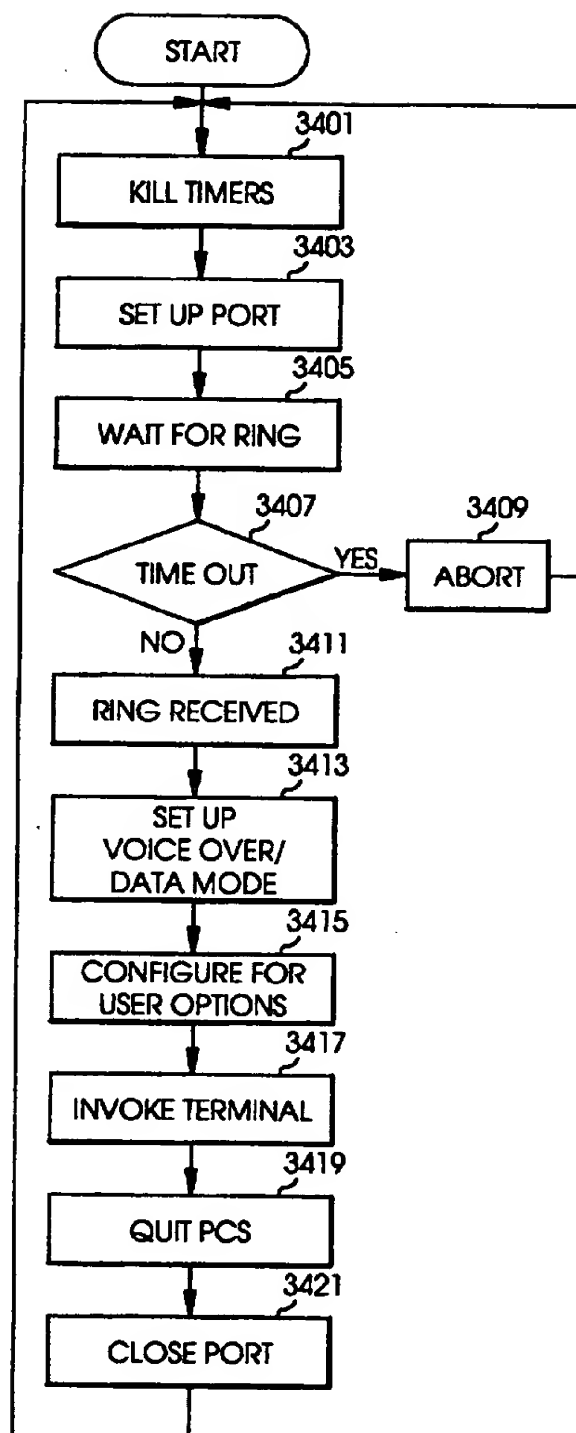 START
3401
KILL TIMERS
3403
SET UP PORT
3405
WAIT FOR RING
3407
TIME OUT
YES
3409
ABORT
NO
3411
RING RECEIVED
3413
SET UP
VOICE OVER/
DATA MODE
3415
CONFIGURE FOR
USER OPTIONS
3417
INVOKE TERMINAL
3419
QUIT PCS
3421
CLOSE PORT